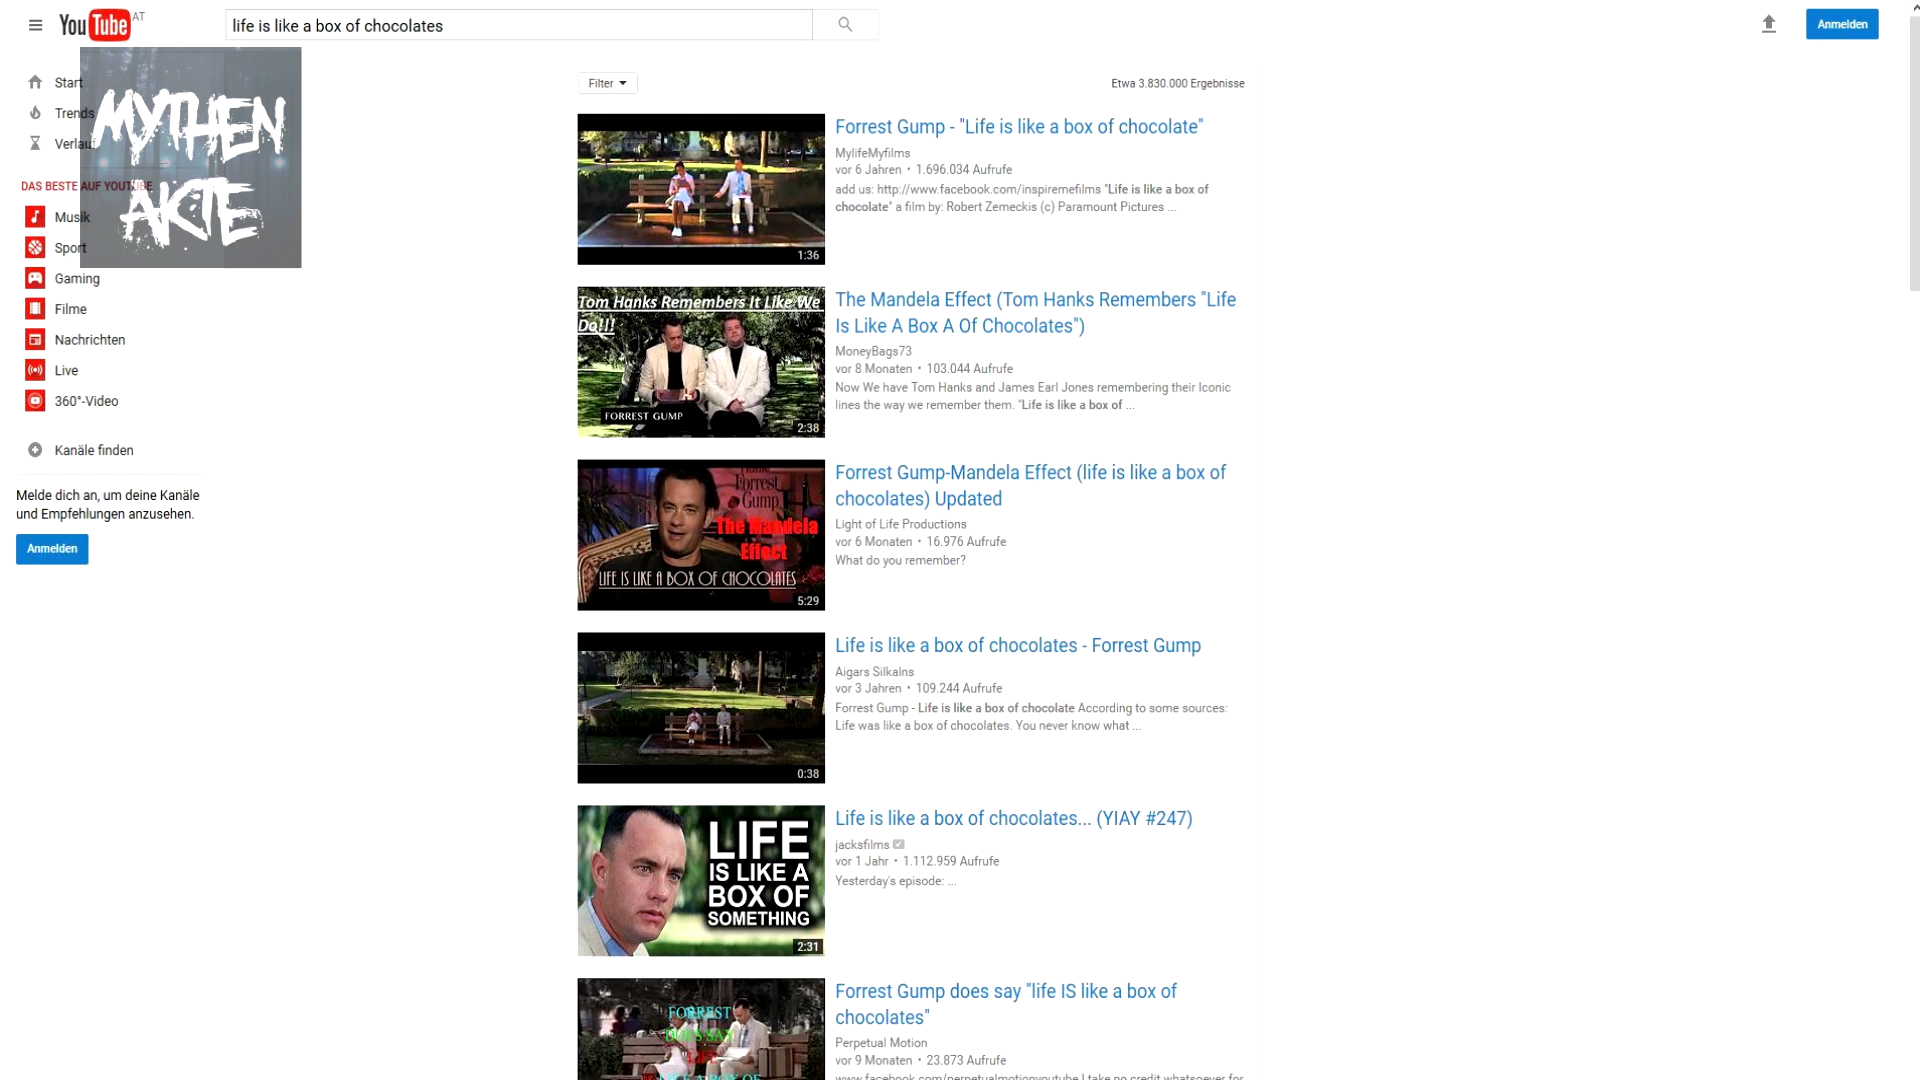 YouTube AT
life is like a box of chocolates
Anmelden
MYTHEN
AKTE
Start
Trends
Verlauf
DAS BESTE AUF YOUTUBE
Musik
Sport
Gaming
Filme
Nachrichten
Live
360°-Video
Kanäle finden
Melde dich an, um deine Kanäle
und Empfehlungen anzusehen.
Anmelden
Filter
Etwa 3.830.000 Ergebnisse
1:36
Forrest Gump - "Life is like a box of chocolate"
MylifeMyfilms
vor 6 Jahren • 1.696.034 Aufrufe
add us: http://www.facebook.com/inspiremefilms "Life is like a box of
chocolate" a film by: Robert Zemeckis (c) Paramount Pictures ...
Tom Hanks Remembers It Like We
Do!!!
FORREST GUMP
2:38
The Mandela Effect (Tom Hanks Remembers "Life
Is Like A Box A Of Chocolates")
MoneyBags73
vor 8 Monaten • 103.044 Aufrufe
Now We have Tom Hanks and James Earl Jones remembering their Iconic
lines the way we remember them. "Life is like a box of ...
Forrest
Gump
The Mandela
Effect
LIFE IS LIKE A BOX OF CHOCOLATES
5:29
Forrest Gump-Mandela Effect (life is like a box of
chocolates) Updated
Light of Life Productions
vor 6 Monaten • 16.976 Aufrufe
What do you remember?
0:38
Life is like a box of chocolates - Forrest Gump
Aigars Silkalns
vor 3 Jahren • 109.244 Aufrufe
Forrest Gump - Life is like a box of chocolate According to some sources:
Life was like a box of chocolates. You never know what ...
LIFE
IS LIKE A
BOX OF
SOMETHING
2:31
Life is like a box of chocolates... (YIAY #247)
jacksfilms
vor 1 Jahr • 1.112.959 Aufrufe
Yesterday's episode: ...
FORREST
DOES SAY
Forrest Gump does say "life IS like a box of
chocolates"
Perpetual Motion
vor 9 Monaten • 23.873 Aufrufe
www.facebook.com/perpetualmotionyoutube I take no credit whatsoever for